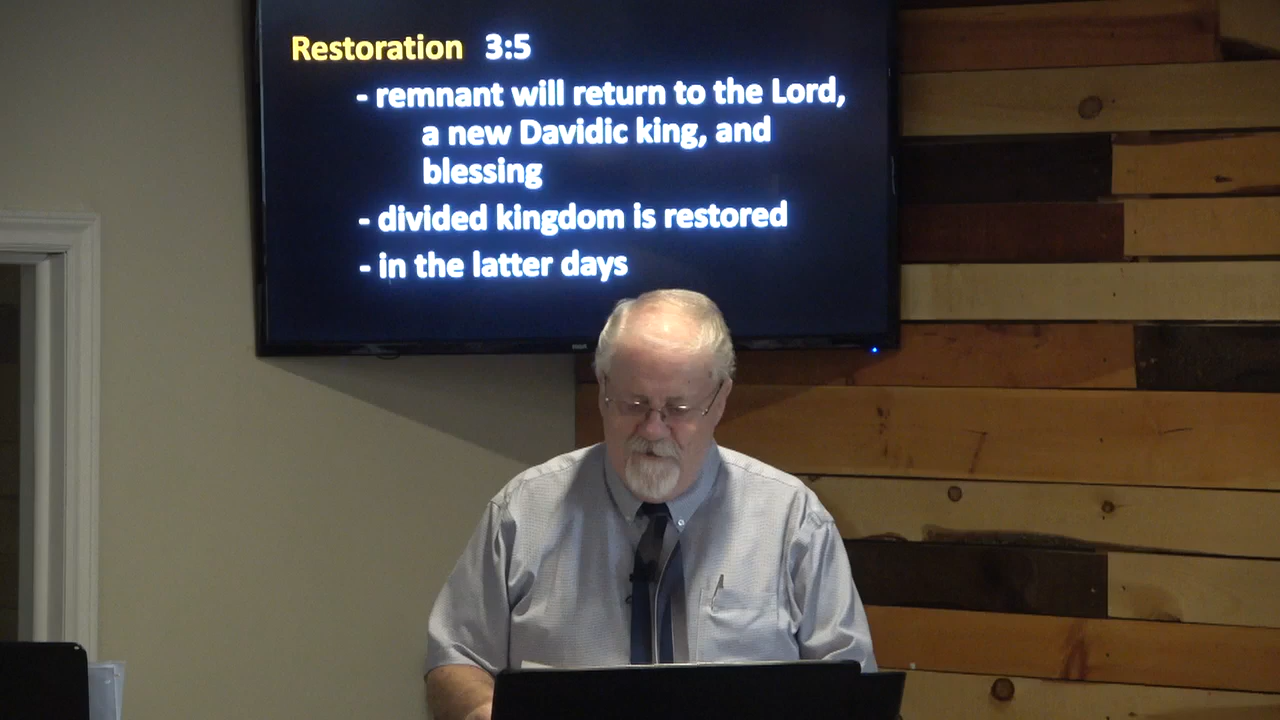 Restoration 3:5
- remnant will return to the Lord,
a new Davidic king, and
blessing
- divided kingdom is restored
- in the latter days
RCA